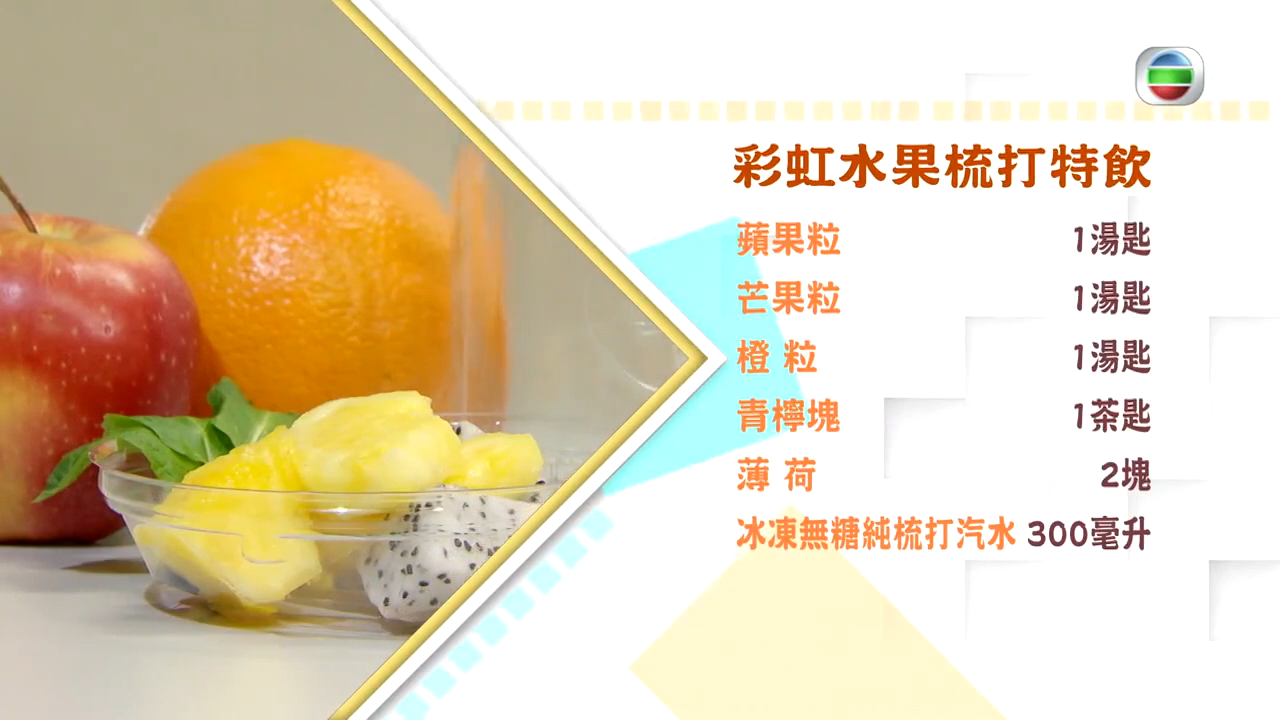 彩虹水果梳打特飲
蘋果粒 1湯匙
芒果粒 1湯匙
橙 粒 1湯匙
青檸塊 1茶匙
薄 荷 2塊
冰凍無糖純梳打汽水 300毫升